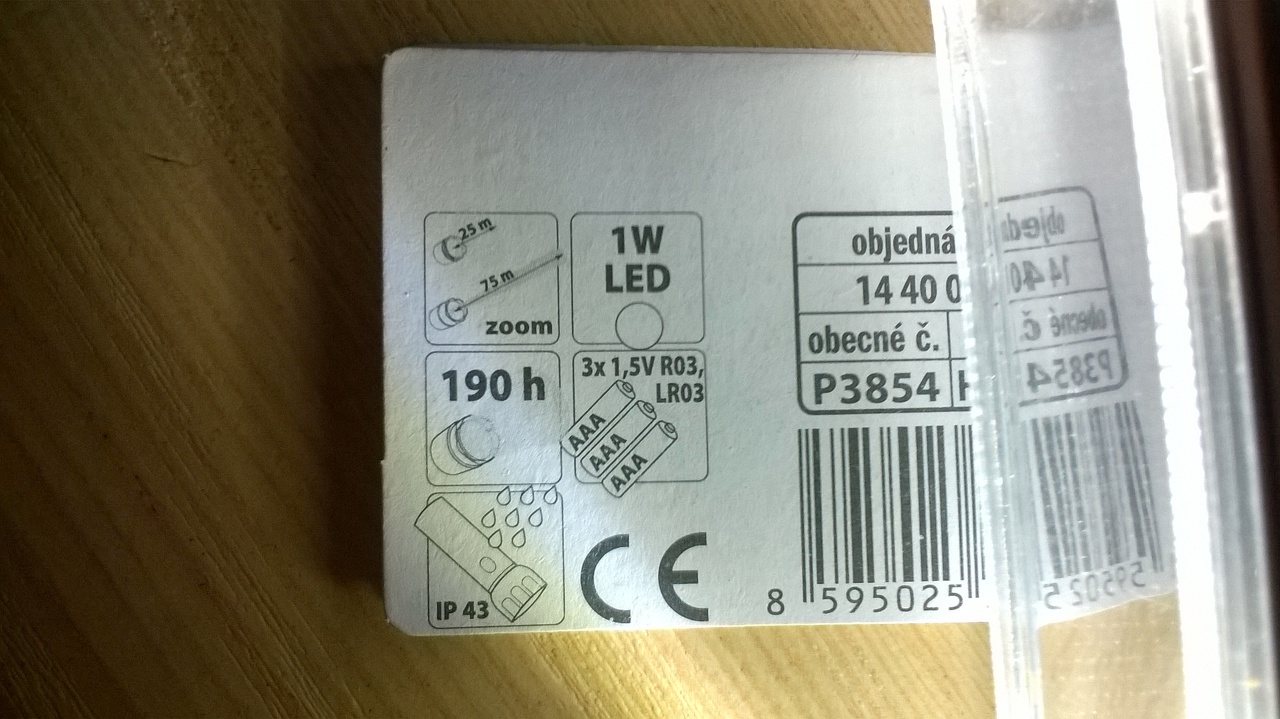 25 m
75 m
zoom
1W
LED
190 h
3x 1,5V R03,
LR03
AAA
AAA
AAA
IP 43
CE
objedná
14 40 0
obecné č.
P3854
8 595025